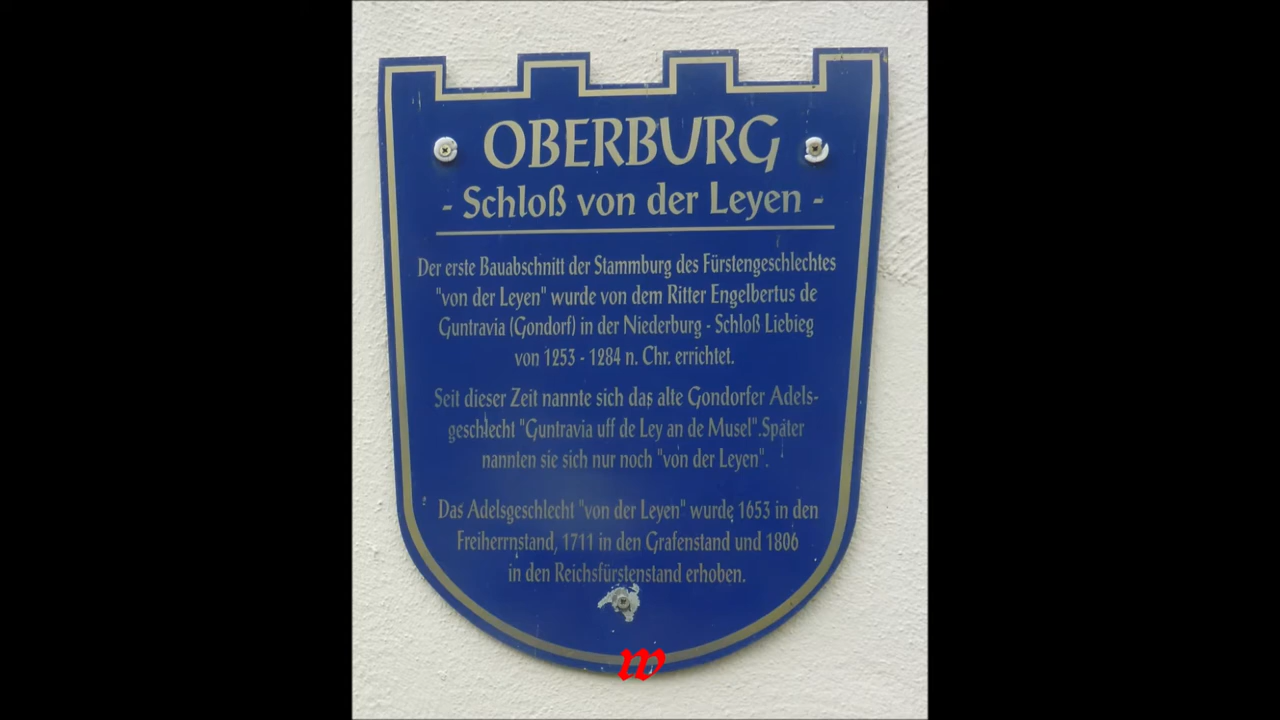 OBERBURG
- Schloß von der Leyen -
Der erste Bauabschnitt der Stammburg des Fürstengeschlechtes
"von der Leyen" wurde von dem Ritter Engelbertus de
Guntravia (Gondorf) in der Niederburg - Schloß Liebieg
von 1253 - 1284 n. Chr. errichtet.
Seit dieser Zeit nannte sich das alte Gondorfer Adels-
geschlecht "Guntravia uff de Ley an de Musel".Später
nannten sie sich nur noch "von der Leyen".
Das Adelsgeschlecht "von der Leyen" wurde 1653 in den
Freiherrnstand, 1711 in den Grafenstand und 1806
in den Reichsfürstenstand erhoben.
w